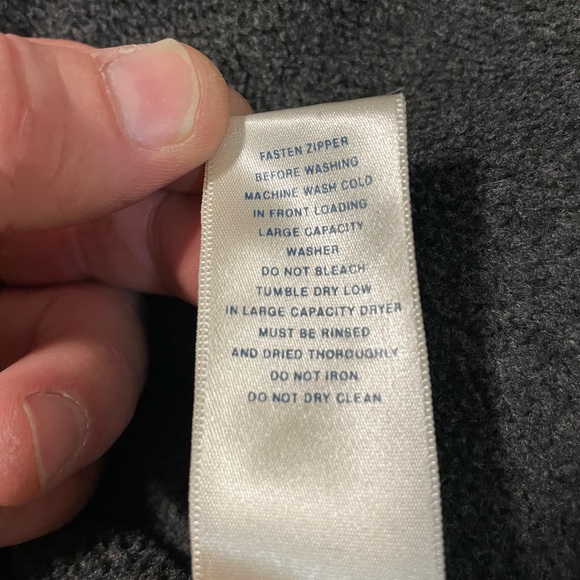 FASTEN ZIPPER
BEFORE WASHING
MACHINE WASH COLD
IN FRONT LOADING
LARGE CAPACITY
WASHER
DO NOT BLEACH
TUMBLE DRY LOW
IN LARGE CAPACITY DRYER
MUST BE RINSED
AND DRIED THOROUGHLY
DO NOT IRON
DO NOT DRY CLEAN